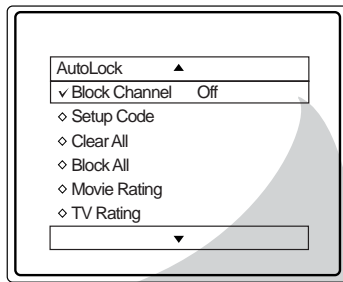 AutoLock
Block Channel Off
Setup Code
Clear All
Block All
Movie Rating
TV Rating